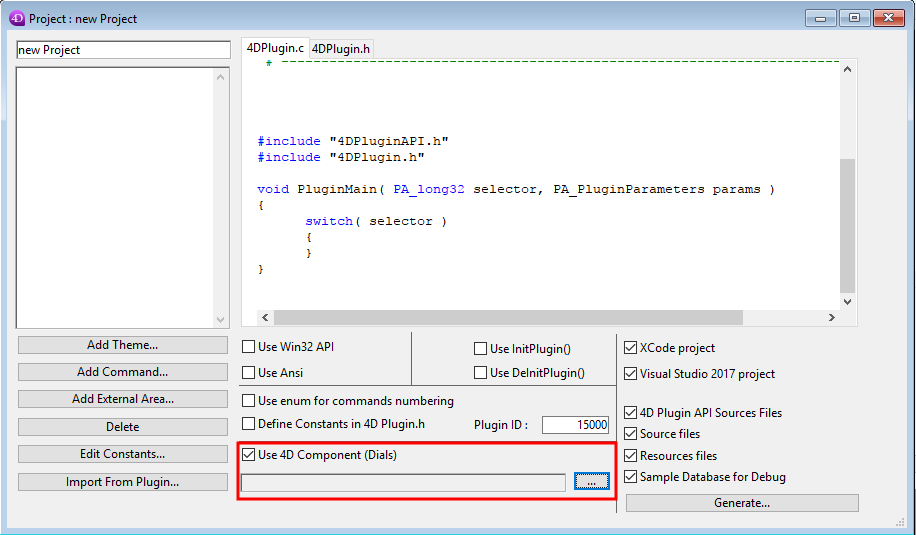 4D Project : new Project
new Project
4DPlugin.c 4DPlugin.h
* --------------------------------------------------------------------------
#include "4DPluginAPI.h"
#include "4DPlugin.h"
void PluginMain( PA_long32 selector, PA_PluginParameters params )
{
switch( selector )
{
}
}
Add Theme...
Add Command...
Add External Area...
Delete
Edit Constants...
Import From Plugin...
Use Win32 API
Use Ansi
Use InitPlugin()
Use DeInitPlugin()
Use enum for commands numbering
Define Constants in 4D Plugin.h
Plugin ID : 15000
Use 4D Component (Dials)
...
XCode project
Visual Studio 2017 project
4D Plugin API Sources Files
Source files
Resources files
Sample Database for Debug
Generate...